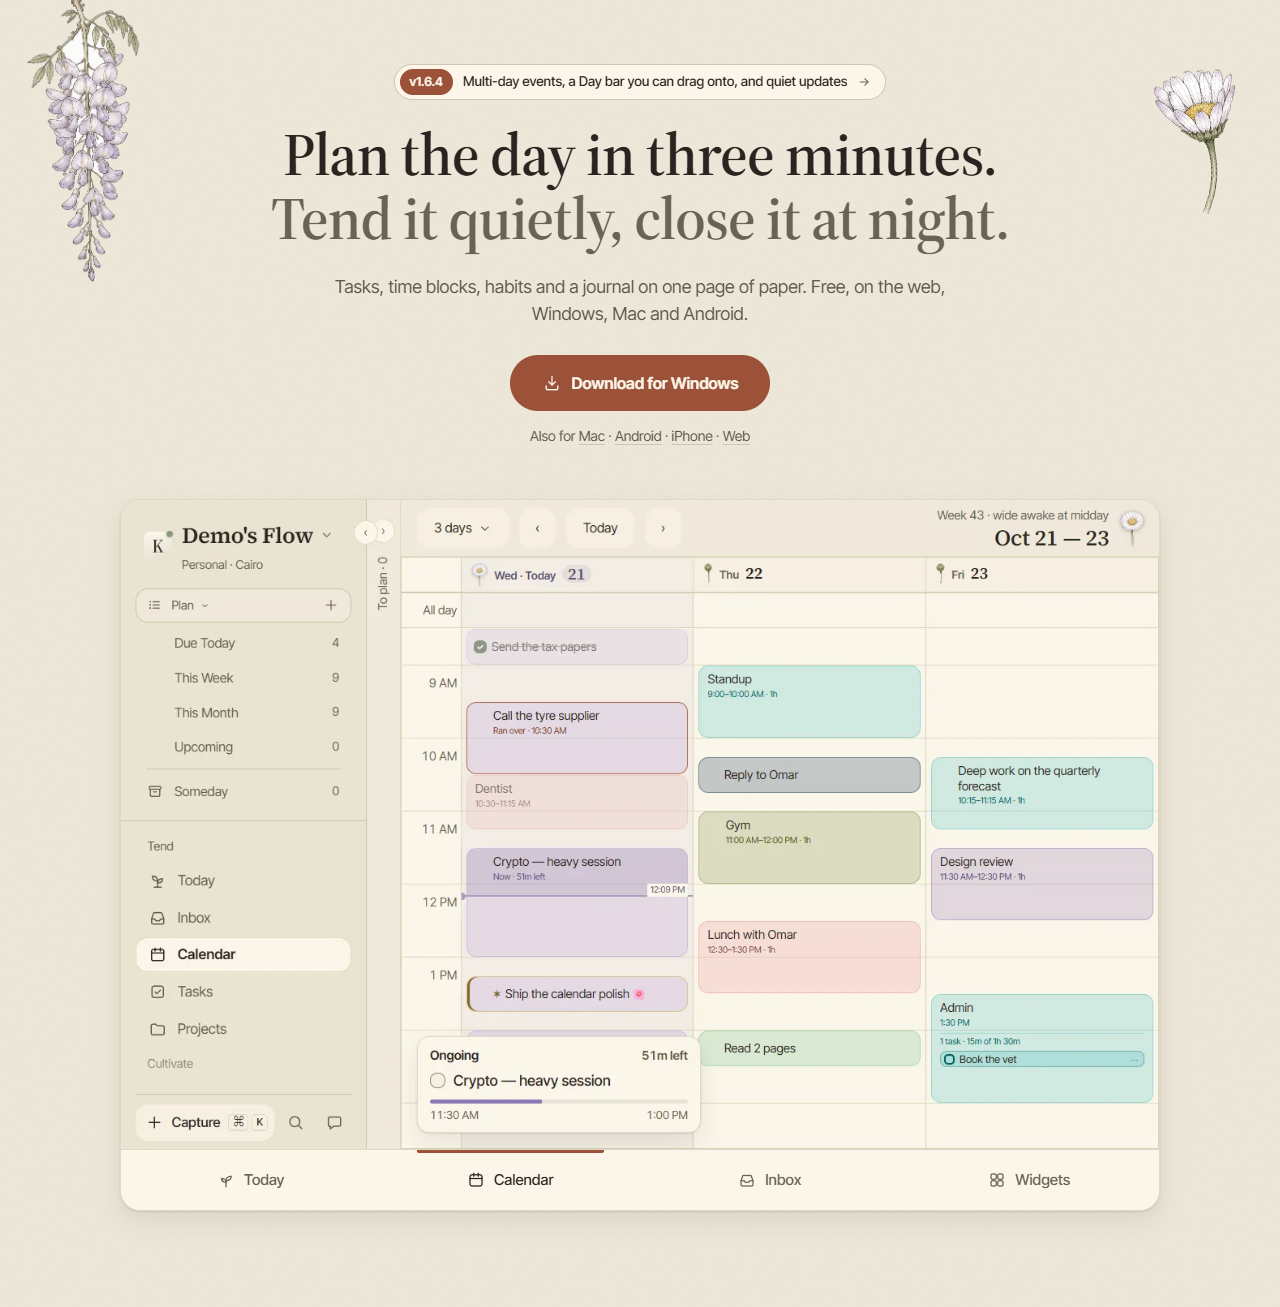 v1.6.4 Multi-day events, a Day bar you can drag onto, and quiet updates →
Plan the day in three minutes.
Tend it quietly, close it at night.
Tasks, time blocks, habits and a journal on one page of paper. Free, on the web,
Windows, Mac and Android.
Download for Windows
Also for Mac · Android · iPhone · Web
K
Demo's Flow
Personal · Cairo
Plan
Due Today 4
This Week 9
This Month 9
Upcoming 0
Someday 0
Tend
Today
Inbox
Calendar
Tasks
Projects
Cultivate
Capture ⌘ K
To plan · 0
3 days
‹
Today
›
Week 43 · wide awake at midday
Oct 21 — 23
Wed · Today 21
Thu 22
Fri 23
All day
9 AM
10 AM
11 AM
12 PM
1 PM
Send the tax papers
Call the tyre supplier
Ran over · 10:30 AM
Dentist
10:30–11:15 AM
Crypto — heavy session
Now · 51m left
12:09 PM
✶ Ship the calendar polish 🌸
Standup
9:00–10:00 AM · 1h
Reply to Omar
Gym
11:00 AM–12:00 PM · 1h
Lunch with Omar
12:30–1:30 PM · 1h
Read 2 pages
Deep work on the quarterly
forecast
10:15–11:15 AM · 1h
Design review
11:30 AM–12:30 PM · 1h
Admin
1:30 PM
1 task · 15m of 1h 30m
Book the vet ...
Ongoing 51m left
Crypto — heavy session
11:30 AM 1:00 PM
Today
Calendar
Inbox
Widgets